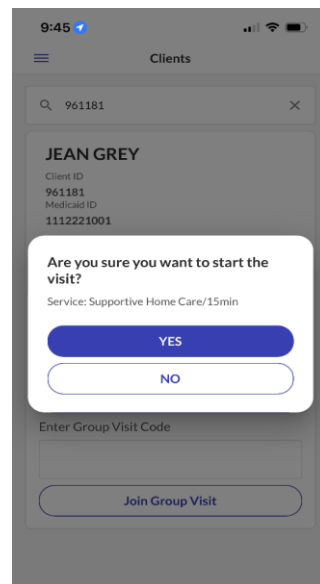 9:45
Clients
961181
JEAN GREY
Client ID
961181
Medicaid ID
1112221001
Are you sure you want to start the
visit?
Service: Supportive Home Care/15min
YES
NO
Enter Group Visit Code
Join Group Visit